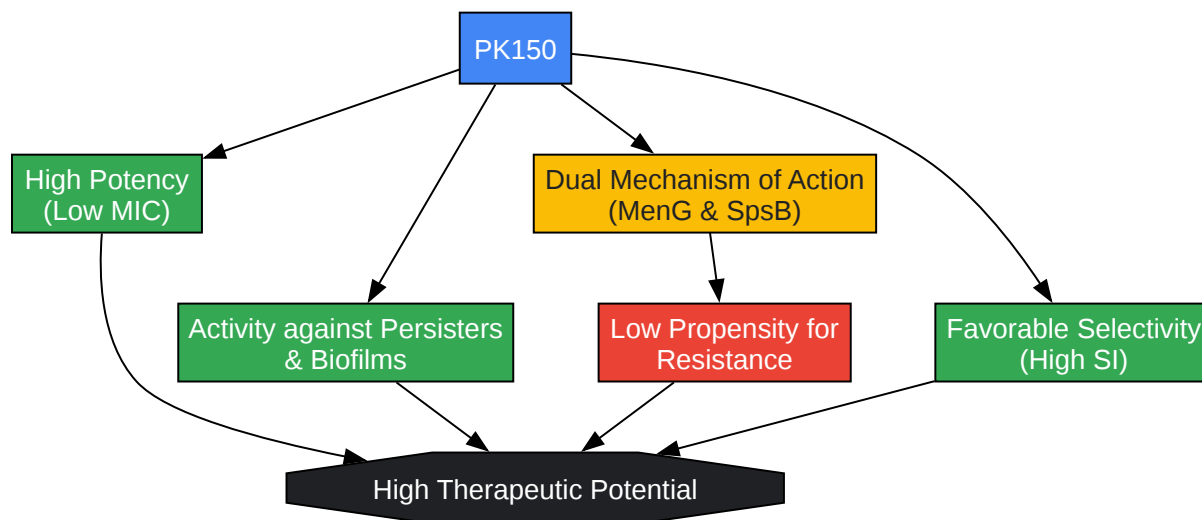 PK150
High Potency
(Low MIC)
Dual Mechanism of Action
(MenG & SpsB)
Activity against Persisters
& Biofilms
Low Propensity for
Resistance
Favorable Selectivity
(High SI)
High Therapeutic Potential